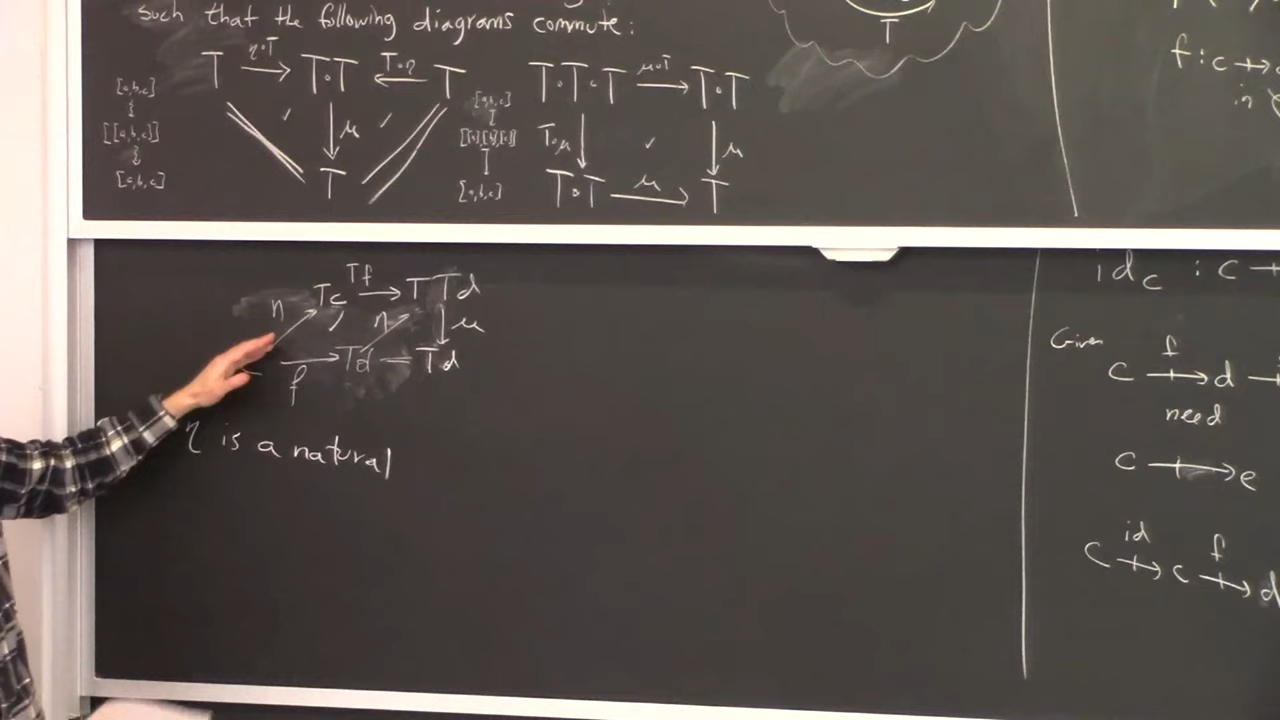 such that the following diagrams commute:
T η∘T T∘T T∘η T
μ
T
[a,b,c]
[[a,b,c]]
[a,b,c]
T∘T∘T μ∘T T∘T
T∘μ μ
T∘T μ T
[a,b,c]
[[a],[b],[c]]
[a,b,c]
T
f : c
in
η Tc Tf TTd
η μ
f Td Td
η is a natural
id_c : c
Given
c f d
need
c e
c id c f d